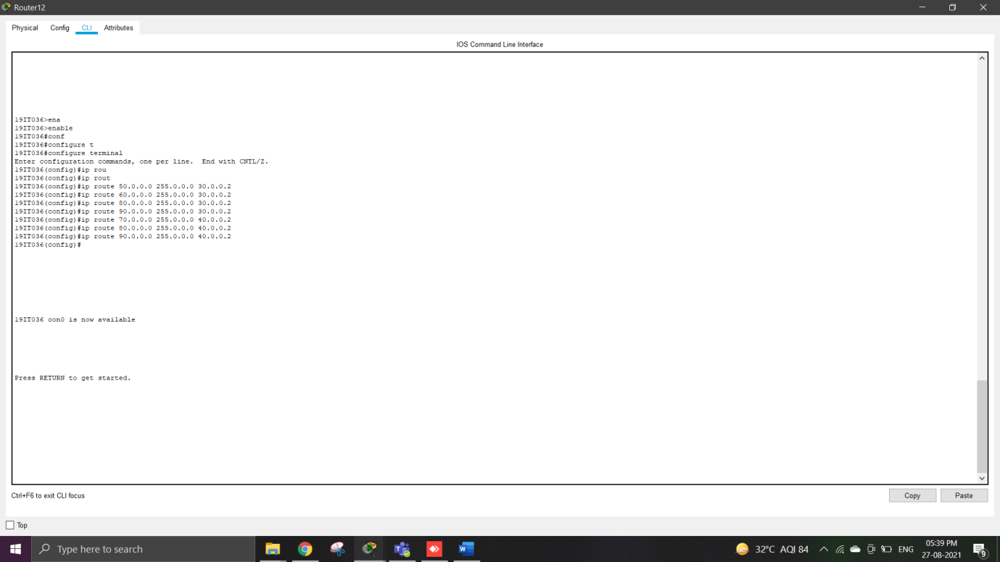 Router12
Physical Config CLI Attributes
IOS Command Line Interface
19IT036>ena
19IT036>enable
19IT036#conf
19IT036#configure t
19IT036#configure terminal
Enter configuration commands, one per line.  End with CNTL/Z.
19IT036(config)#ip rou
19IT036(config)#ip rout
19IT036(config)#ip route 50.0.0.0 255.0.0.0 30.0.0.2
19IT036(config)#ip route 60.0.0.0 255.0.0.0 30.0.0.2
19IT036(config)#ip route 80.0.0.0 255.0.0.0 30.0.0.2
19IT036(config)#ip route 90.0.0.0 255.0.0.0 30.0.0.2
19IT036(config)#ip route 70.0.0.0 255.0.0.0 40.0.0.2
19IT036(config)#ip route 80.0.0.0 255.0.0.0 40.0.0.2
19IT036(config)#ip route 90.0.0.0 255.0.0.0 40.0.0.2
19IT036(config)#
19IT036 con0 is now available
Press RETURN to get started.
Ctrl+F6 to exit CLI focus
Copy Paste
Top
Type here to search
32°C AQI 84
ENG
05:39 PM
27-08-2021
9